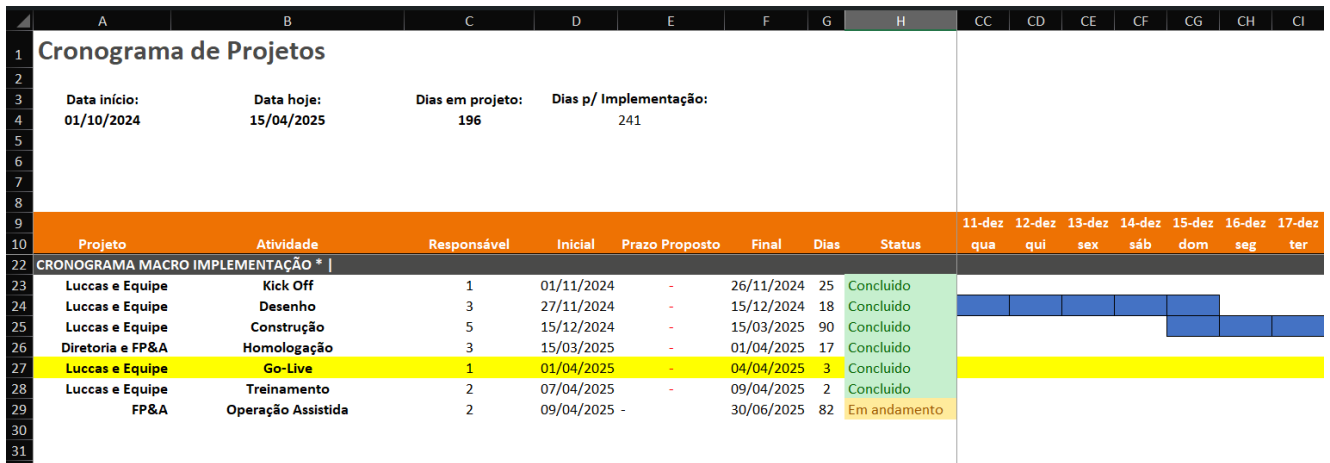 A B C D E F G H CC CD CE CF CG CH CI
1 Cronograma de Projetos
2
3 Data início: Data hoje: Dias em projeto: Dias p/ Implementação:
4 01/10/2024 15/04/2025 196 241
5
6
7
8
9 11-dez 12-dez 13-dez 14-dez 15-dez 16-dez 17-dez
10 Projeto Atividade Responsável Inicial Prazo Proposto Final Dias Status qua qui sex sáb dom seg ter
22 CRONOGRAMA MACRO IMPLEMENTAÇÃO * |
23 Luccas e Equipe Kick Off 1 01/11/2024 - 26/11/2024 25 Concluido
24 Luccas e Equipe Desenho 3 27/11/2024 - 15/12/2024 18 Concluido
25 Luccas e Equipe Construção 5 15/12/2024 - 15/03/2025 90 Concluido
26 Diretoria e FP&A Homologação 3 15/03/2025 - 01/04/2025 17 Concluido
27 Luccas e Equipe Go-Live 1 01/04/2025 - 04/04/2025 3 Concluido
28 Luccas e Equipe Treinamento 2 07/04/2025 - 09/04/2025 2 Concluido
29 FP&A Operação Assistida 2 09/04/2025 - 30/06/2025 82 Em andamento
30
31